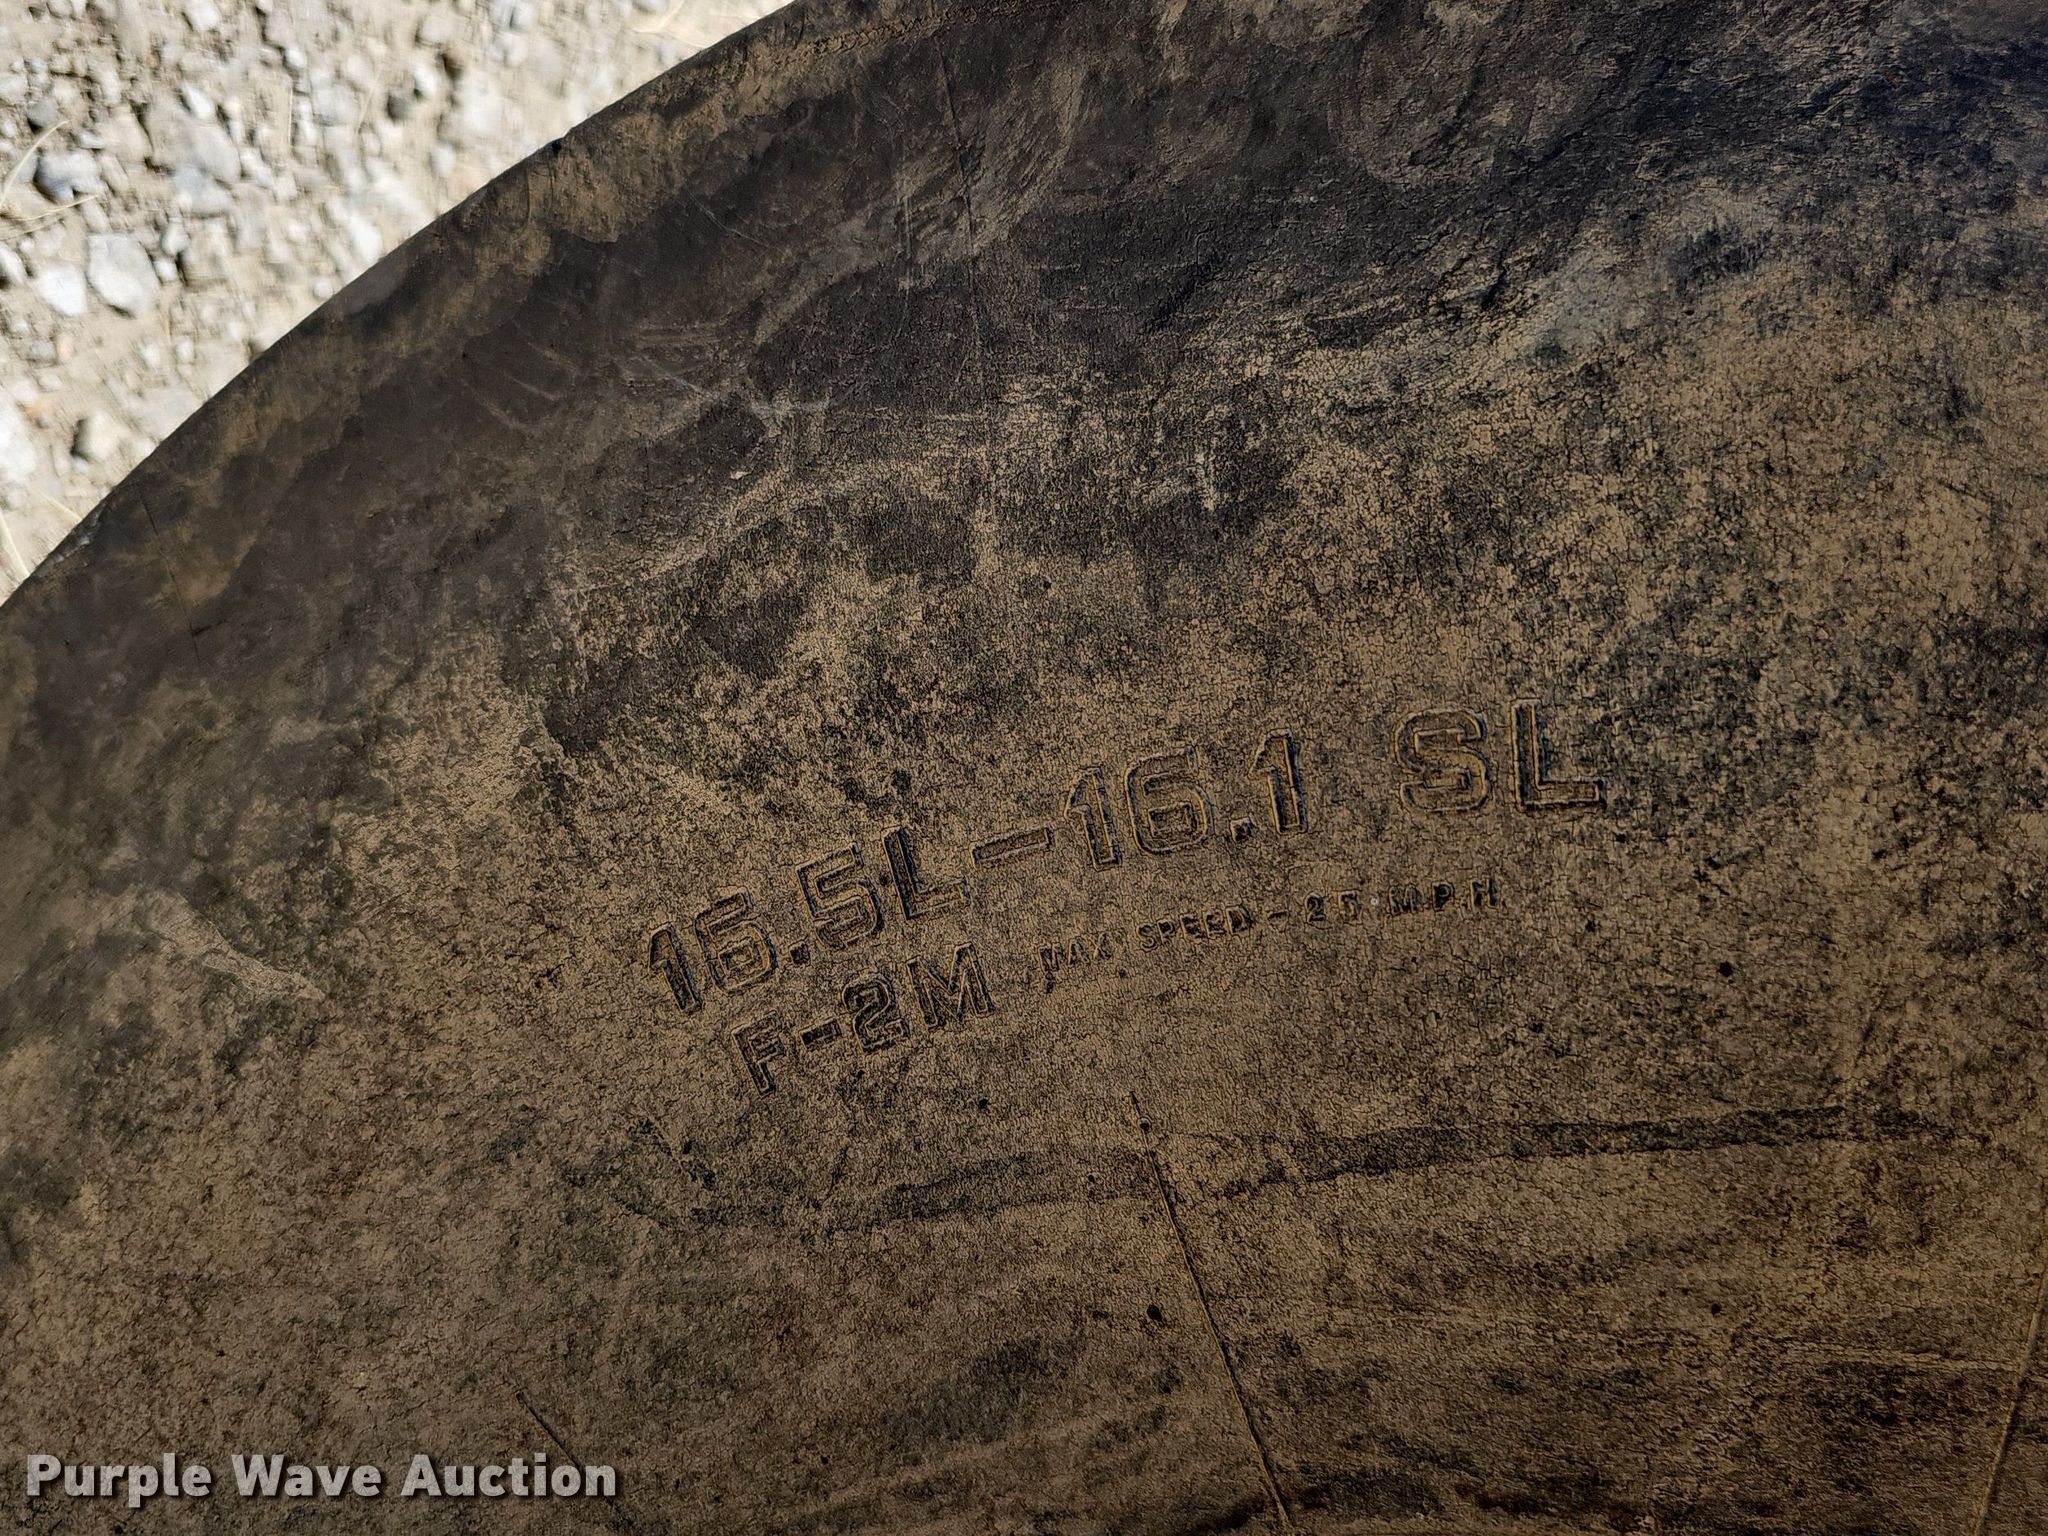 16.5L-16.1 SL
F-2M MAX SPEED - 25 M.P.H.
Purple Wave Auction